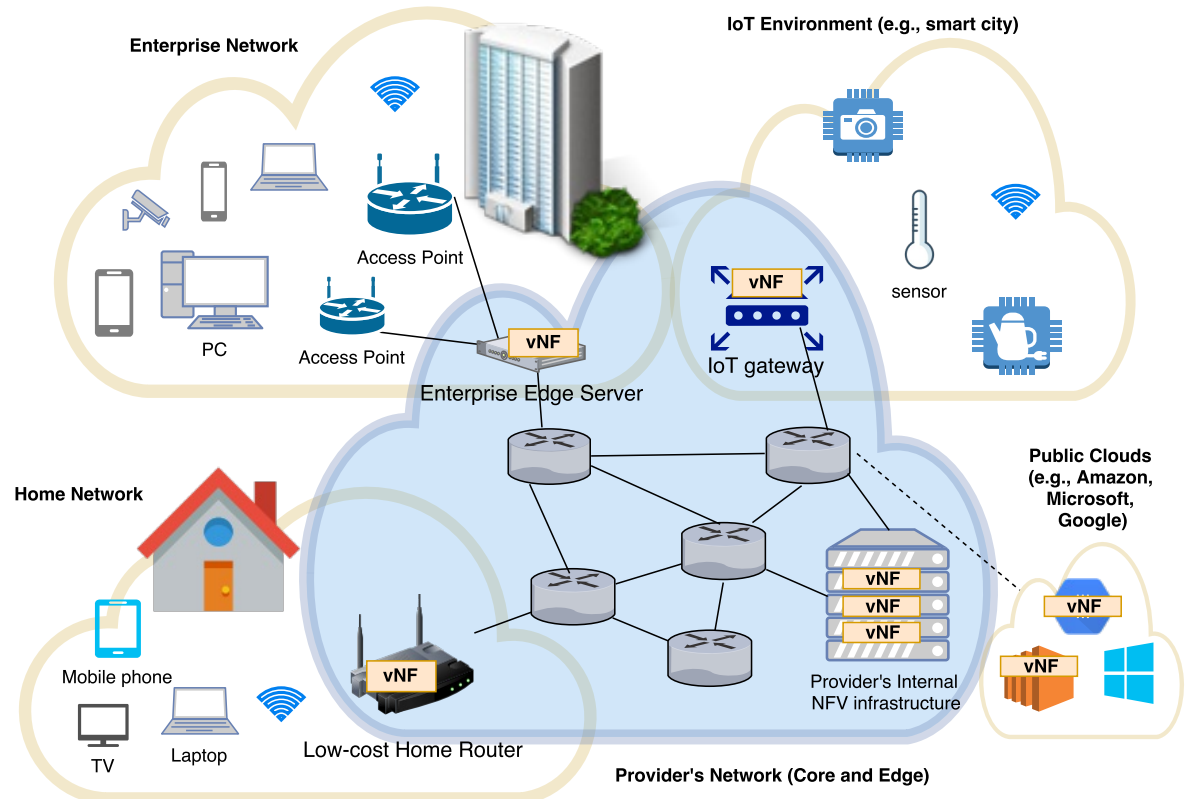 Enterprise Network
IoT Environment (e.g., smart city)
Access Point
Access Point
PC
vNF
Enterprise Edge Server
vNF
IoT gateway
sensor
Home Network
Mobile phone
TV
Laptop
vNF
Low-cost Home Router
vNF
vNF
vNF
Provider's Internal
NFV infrastructure
Public Clouds
(e.g., Amazon,
Microsoft,
Google)
vNF
vNF
Provider's Network (Core and Edge)